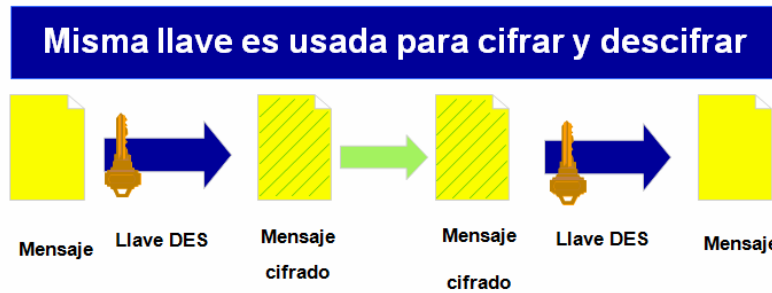 Misma llave es usada para cifrar y descifrar
Mensaje
Llave DES
Mensaje
cifrado
Mensaje
cifrado
Llave DES
Mensaje